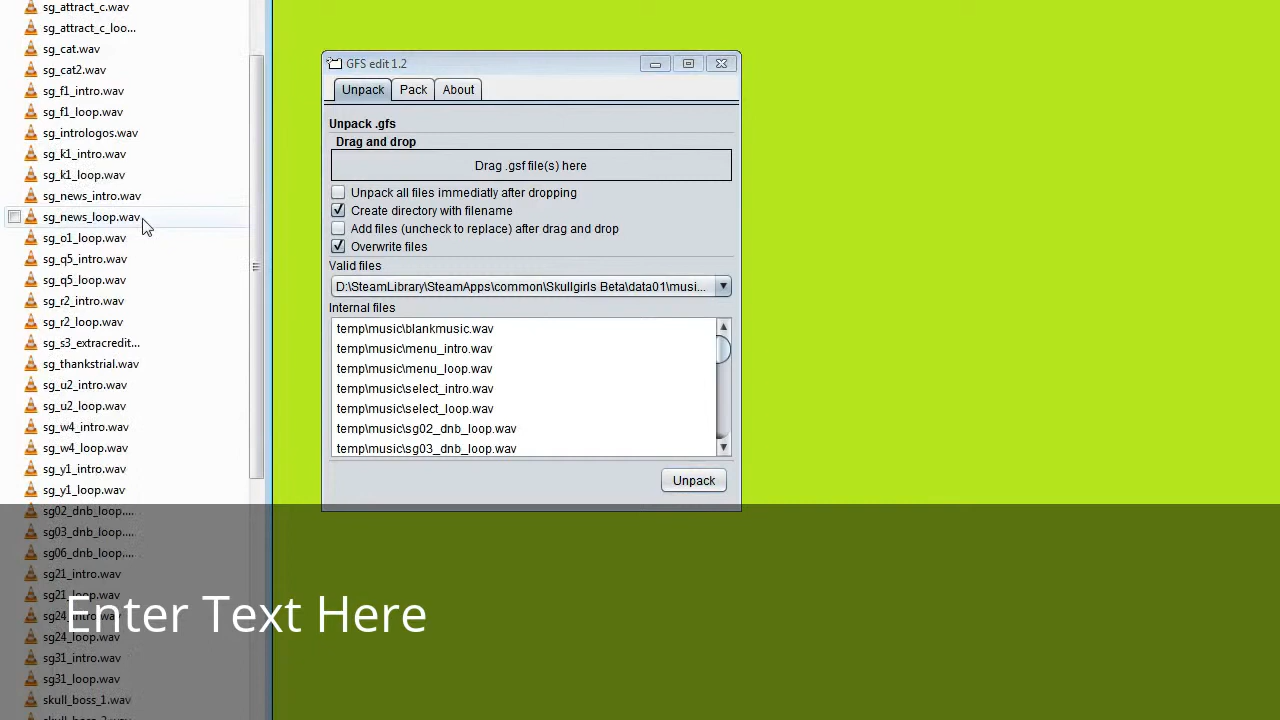 sg_attract_c.wav
sg_attract_c_loo...
sg_cat.wav
sg_cat2.wav
sg_f1_intro.wav
sg_f1_loop.wav
sg_intrologos.wav
sg_k1_intro.wav
sg_k1_loop.wav
sg_news_intro.wav
sg_news_loop.wav
sg_o1_loop.wav
sg_q5_intro.wav
sg_q5_loop.wav
sg_r2_intro.wav
sg_r2_loop.wav
sg_s3_extracredit...
sg_thankstrial.wav
sg_u2_intro.wav
sg_u2_loop.wav
sg_w4_intro.wav
sg_w4_loop.wav
sg_y1_intro.wav
sg_y1_loop.wav
sg02_dnb_loop....
sg03_dnb_loop....
sg06_dnb_loop....
sg21_intro.wav
sg21_loop.wav
sg24_intro.wav
sg24_loop.wav
sg31_intro.wav
sg31_loop.wav
skull_boss_1.wav
GFS edit 1.2
Unpack Pack About
Unpack .gfs
Drag and drop
Drag .gsf file(s) here
Unpack all files immediatly after dropping
Create directory with filename
Add files (uncheck to replace) after drag and drop
Overwrite files
Valid files
D:\SteamLibrary\SteamApps\common\Skullgirls Beta\data01\musi...
Internal files
temp\music\blankmusic.wav
temp\music\menu_intro.wav
temp\music\menu_loop.wav
temp\music\select_intro.wav
temp\music\select_loop.wav
temp\music\sg02_dnb_loop.wav
temp\music\sg03_dnb_loop.wav
Unpack
Enter Text Here